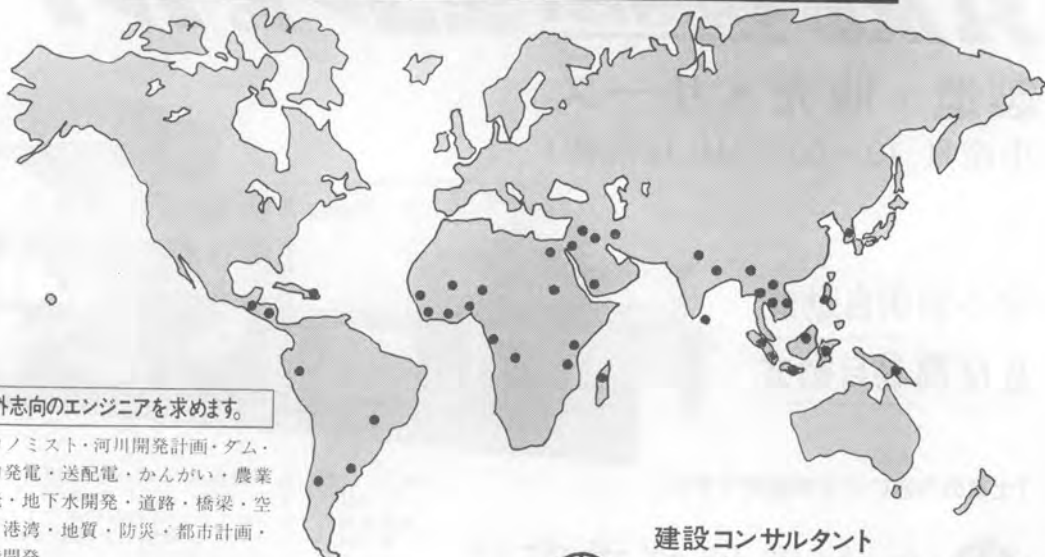 外志向のエンジニアを求めます。
ノミスト・河川開発計画・ダム・
発電・送配電・かんがい・農業
・地下水開発・道路・橋梁・空
港湾・地質・防災・都市計画・
開発
建設コンサルタント